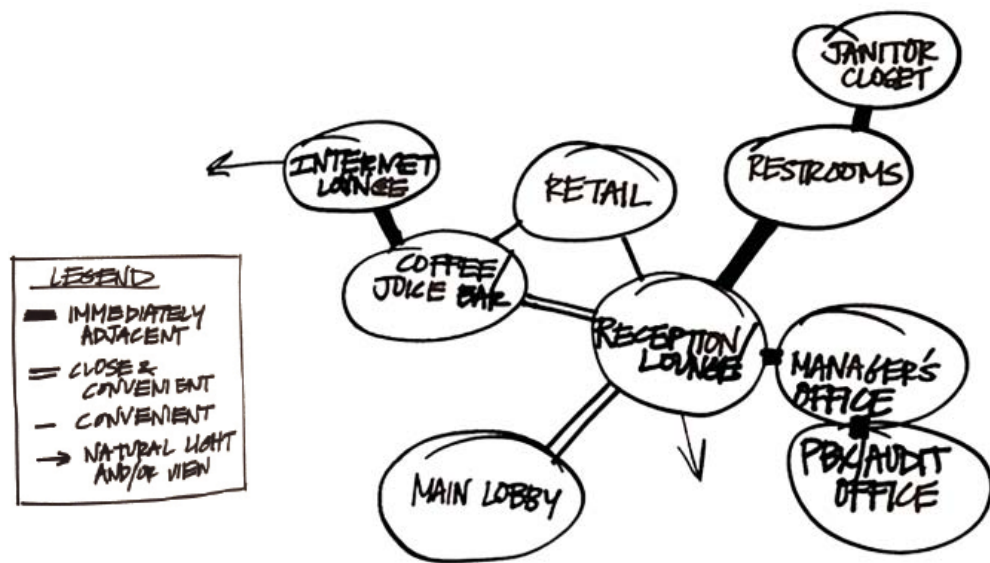 JANITOR
CLOSET
INTERNET
LOUNGE
RETAIL
RESTROOMS
COFFEE
JUICE BAR
RECEPTION
LOUNGE
MANAGER'S
OFFICE
PBX/AUDIT
OFFICE
MAIN LOBBY
LEGEND
IMMEDIATELY
ADJACENT
CLOSE &
CONVENIENT
CONVENIENT
NATURAL LIGHT
AND/OR VIEW